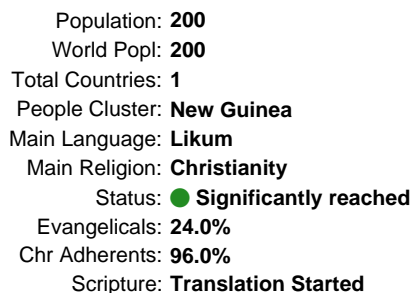 Population: 200
World Popl: 200
Total Countries: 1
People Cluster: New Guinea
Main Language: Likum
Main Religion: Christianity
Status: Significantly reached
Evangelicals: 24.0%
Chr Adherents: 96.0%
Scripture: Translation Started